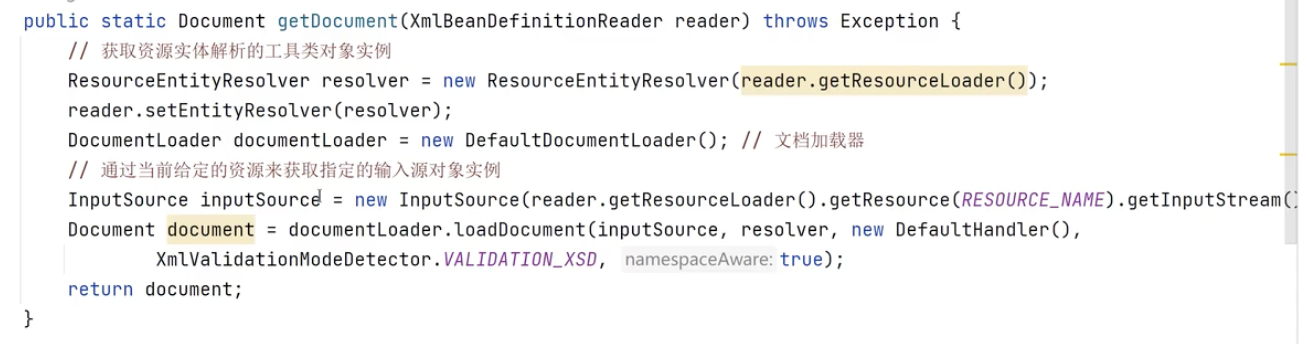 public static Document getDocument(XmlBeanDefinitionReader reader) throws Exception {
// 获取资源实体解析的工具类对象实例
ResourceEntityResolver resolver = new ResourceEntityResolver(reader.getResourceLoader());
reader.setEntityResolver(resolver);
DocumentLoader documentLoader = new DefaultDocumentLoader(); // 文档加载器
// 通过当前给定的资源来获取指定的输入源对象实例
InputSource inputSource = new InputSource(reader.getResourceLoader().getResource(RESOURCE_NAME).getInputStream()
Document document = documentLoader.loadDocument(inputSource, resolver, new DefaultHandler(),
XmlValidationModeDetector.VALIDATION_XSD, namespaceAware: true);
return document;
}